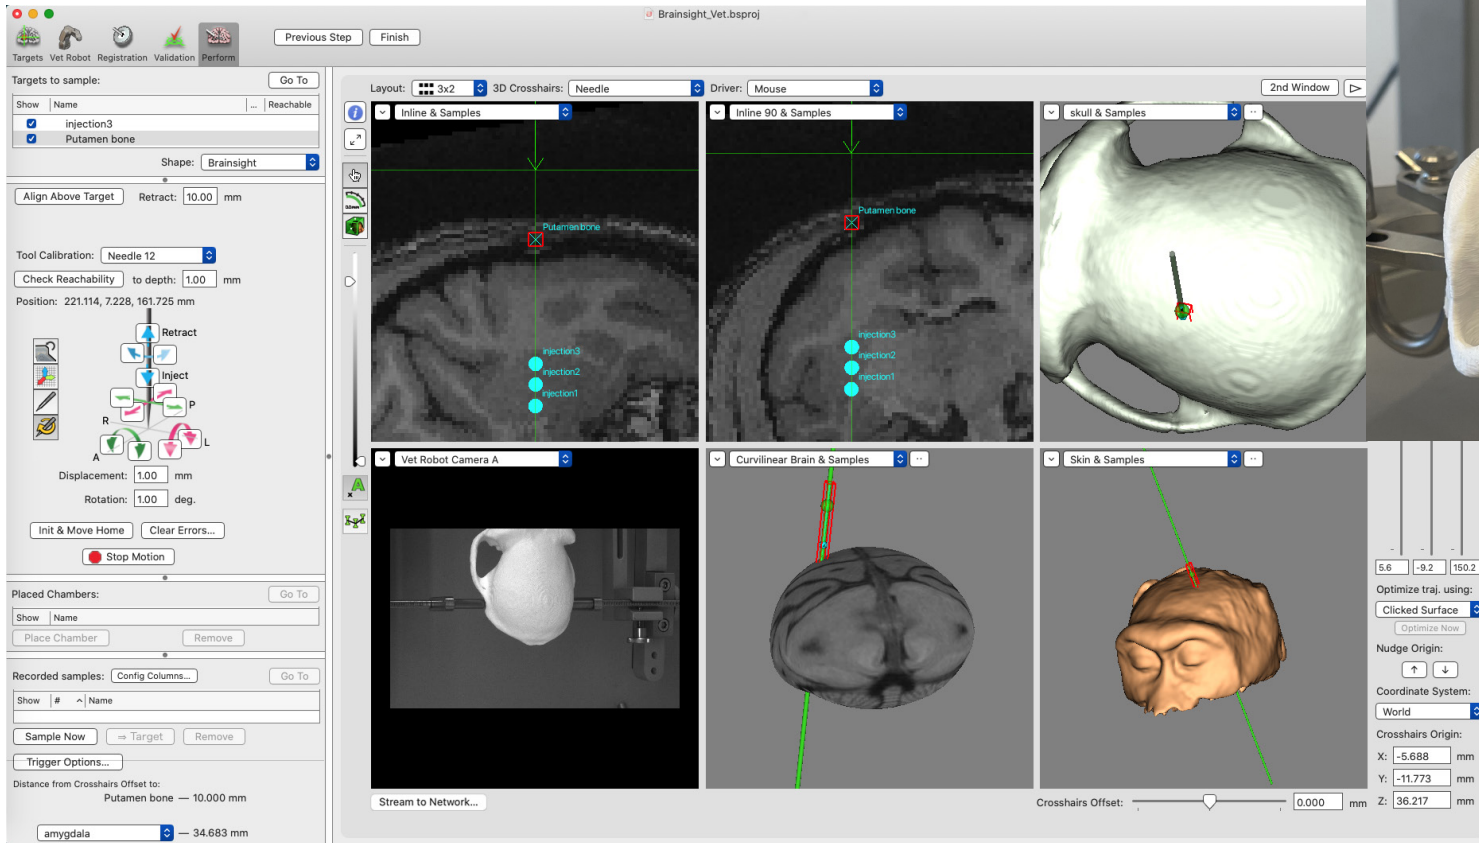 Brainsight_Vet.bsproj
Targets Vet Robot Registration Validation Perform
Previous Step Finish
Targets to sample: Go To
Show Name ... Reachable
injection3
Putamen bone
Shape: Brainsight
Align Above Target Retract: 10.00 mm
Tool Calibration: Needle 12
Check Reachability to depth: 1.00 mm
Position: 221.114, 7.228, 161.725 mm
Retract
Inject
P
R
L
A
Displacement: 1.00 mm
Rotation: 1.00 deg.
Init & Move Home Clear Errors...
Stop Motion
Placed Chambers: Go To
Show Name
Place Chamber Remove
Recorded samples: Config Columns... Go To
Show # Name
Sample Now ⇒ Target Remove
Trigger Options...
Distance from Crosshairs Offset to:
Putamen bone — 10.000 mm
amygdala — 34.683 mm
Layout: 3x2 3D Crosshairs: Needle Driver: Mouse
2nd Window
Inline & Samples
Putamen bone
injection3
injection2
injection1
Inline 90 & Samples
Putamen bone
injection3
injection2
injection1
skull & Samples
Vet Robot Camera A
Curvilinear Brain & Samples
Skin & Samples
Stream to Network...
Crosshairs Offset: 0.000 mm
5.6 -9.2 150.2
Optimize traj. using:
Clicked Surface
Optimize Now
Nudge Origin:
Coordinate System:
World
Crosshairs Origin:
X: -5.688 mm
Y: -11.773 mm
Z: 36.217 mm